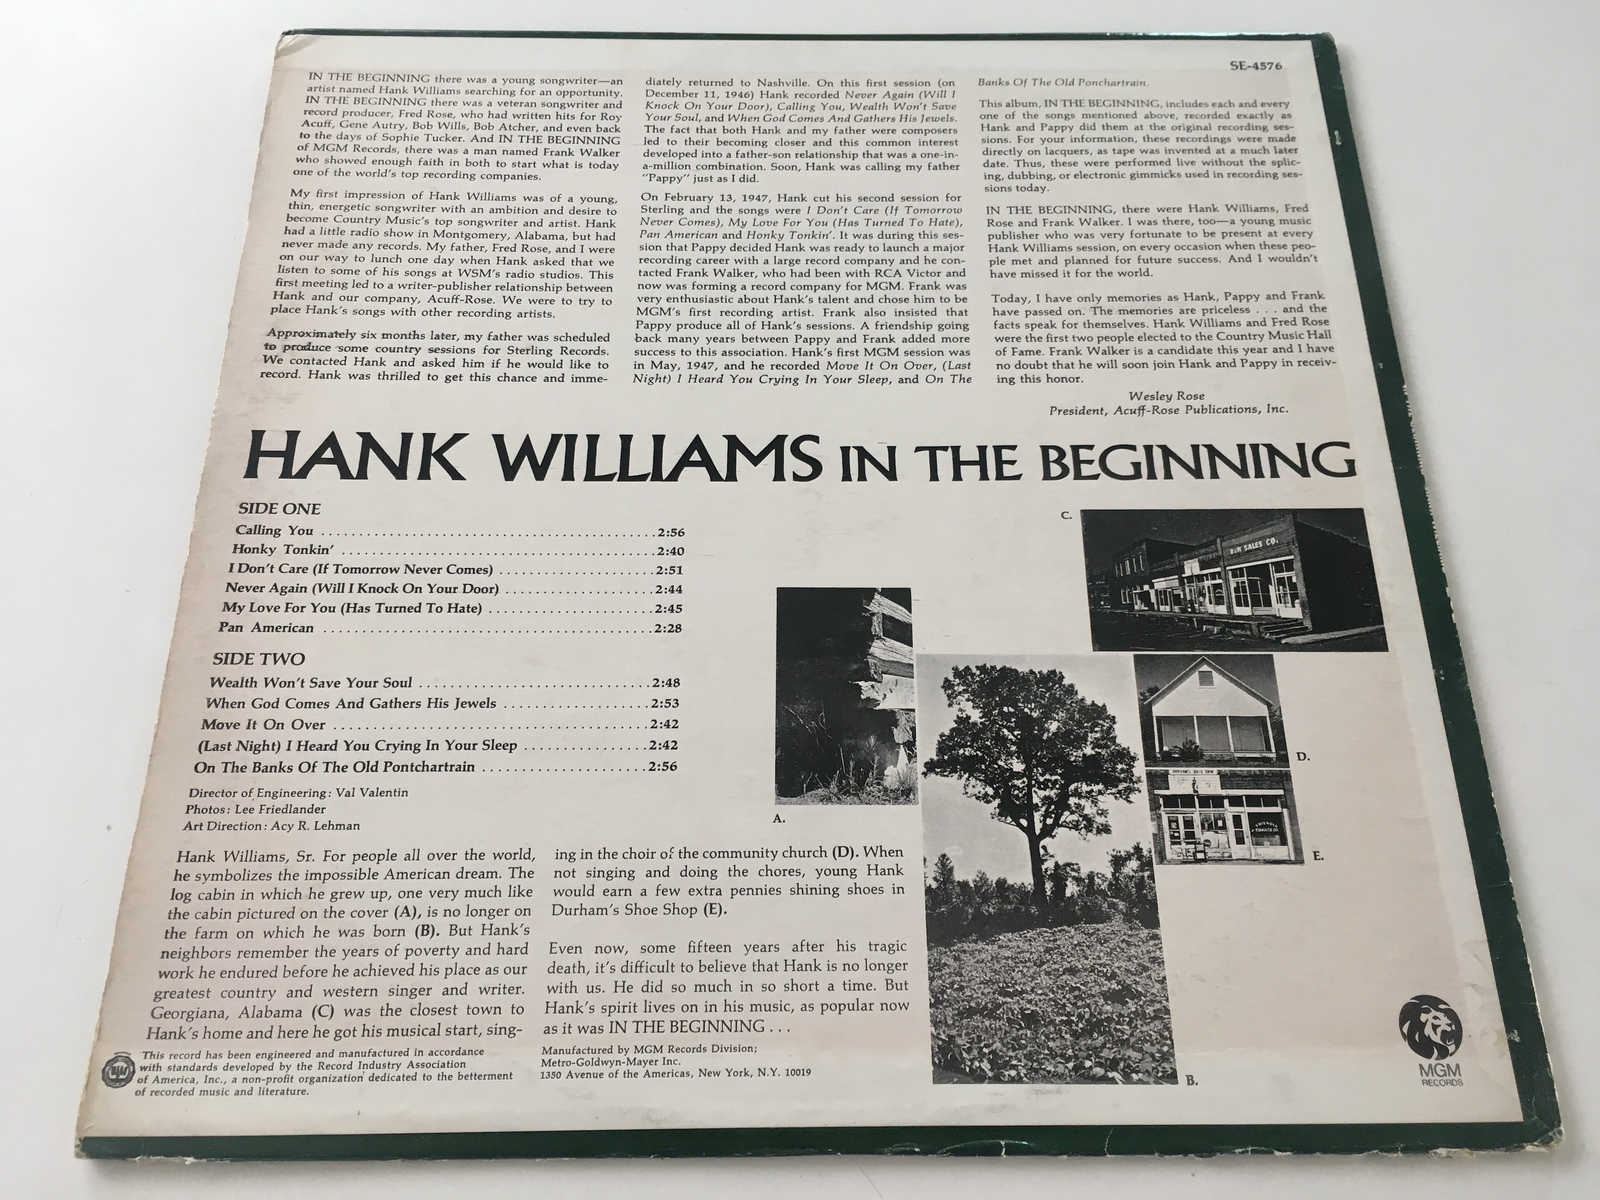 SE-4576
IN THE BEGINNING there was a young songwriter—an
artist named Hank Williams searching for an opportunity.
IN THE BEGINNING there was a veteran songwriter and
record producer, Fred Rose, who had written hits for Roy
Acuff, Gene Autry, Bob Wills, Bob Atcher, and even back
to the days of Sophie Tucker. And IN THE BEGINNING
of MGM Records, there was a man named Frank Walker
who showed enough faith in both to start what is today
one of the world's top recording companies.
My first impression of Hank Williams was of a young,
thin, energetic songwriter with an ambition and desire to
become Country Music's top songwriter and artist. Hank
had a little radio show in Montgomery, Alabama, but had
never made any records. My father, Fred Rose, and I were
on our way to lunch one day when Hank asked that we
listen to some of his songs at WSM's radio studios. This
first meeting led to a writer-publisher relationship between
Hank and our company, Acuff-Rose. We were to try to
place Hank's songs with other recording artists.
Approximately six months later, my father was scheduled
to produce some country sessions for Sterling Records.
We contacted Hank and asked him if he would like to
record. Hank was thrilled to get this chance and imme-
diately returned to Nashville. On this first session (on
December 11, 1946) Hank recorded Never Again (Will I
Knock On Your Door), Calling You, Wealth Won't Save
Your Soul, and When God Comes And Gathers His Jewels.
The fact that both Hank and my father were composers
led to their becoming closer and this common interest
developed into a father-son relationship that was a one-in-
a-million combination. Soon, Hank was calling my father
"Pappy" just as I did.
On February 13, 1947, Hank cut his second session for
Sterling and the songs were I Don't Care (If Tomorrow
Never Comes), My Love For You (Has Turned To Hate),
Pan American and Honky Tonkin'. It was during this ses-
sion that Pappy decided Hank was ready to launch a major
recording career with a large record company and he con-
tacted Frank Walker, who had been with RCA Victor and
now was forming a record company for MGM. Frank was
very enthusiastic about Hank's talent and chose him to be
MGM's first recording artist. Frank also insisted that
Pappy produce all of Hank's sessions. A friendship going
back many years between Pappy and Frank added more
success to this association. Hank's first MGM session was
in May, 1947, and he recorded Move It On Over, (Last
Night) I Heard You Crying In Your Sleep, and On The
Banks Of The Old Ponchartrain.
This album, IN THE BEGINNING, includes each and every
one of the songs mentioned above, recorded exactly as
Hank and Pappy did them at the original recording ses-
sions. For your information, these recordings were made
directly on lacquers, as tape was invented at a much later
date. Thus, these were performed live without the splic-
ing, dubbing, or electronic gimmicks used in recording ses-
sions today.
IN THE BEGINNING, there were Hank Williams, Fred
Rose and Frank Walker. I was there, too—a young music
publisher who was very fortunate to be present at every
Hank Williams session, on every occasion when these peo-
ple met and planned for future success. And I wouldn't
have missed it for the world.
Today, I have only memories as Hank, Pappy and Frank
have passed on. The memories are priceless . . . and the
facts speak for themselves. Hank Williams and Fred Rose
were the first two people elected to the Country Music Hall
of Fame. Frank Walker is a candidate this year and I have
no doubt that he will soon join Hank and Pappy in receiv-
ing this honor.
Wesley Rose
President, Acuff-Rose Publications, Inc.
HANK WILLIAMS IN THE BEGINNING
SIDE ONE
Calling You 2:56
Honky Tonkin' 2:40
I Don't Care (If Tomorrow Never Comes) 2:51
Never Again (Will I Knock On Your Door) 2:44
My Love For You (Has Turned To Hate) 2:45
Pan American 2:28
SIDE TWO
Wealth Won't Save Your Soul 2:48
When God Comes And Gathers His Jewels 2:53
Move It On Over 2:42
(Last Night) I Heard You Crying In Your Sleep 2:42
On The Banks Of The Old Pontchartrain 2:56
Director of Engineering: Val Valentin
Photos: Lee Friedlander
Art Direction: Acy R. Lehman
Hank Williams, Sr. For people all over the world,
he symbolizes the impossible American dream. The
log cabin in which he grew up, one very much like
the cabin pictured on the cover (A), is no longer on
the farm on which he was born (B). But Hank's
neighbors remember the years of poverty and hard
work he endured before he achieved his place as our
greatest country and western singer and writer.
Georgiana, Alabama (C) was the closest town to
Hank's home and here he got his musical start, sing-
ing in the choir of the community church (D). When
not singing and doing the chores, young Hank
would earn a few extra pennies shining shoes in
Durham's Shoe Shop (E).
Even now, some fifteen years after his tragic
death, it's difficult to believe that Hank is no longer
with us. He did so much in so short a time. But
Hank's spirit lives on in his music, as popular now
as it was IN THE BEGINNING . . .
C.
SALES CO.
A.
D.
E.
B.
This record has been engineered and manufactured in accordance
with standards developed by the Record Industry Association
of America, Inc., a non-profit organization dedicated to the betterment
of recorded music and literature.
Manufactured by MGM Records Division;
Metro-Goldwyn-Mayer Inc.
1350 Avenue of the Americas, New York, N.Y. 10019
MGM
RECORDS